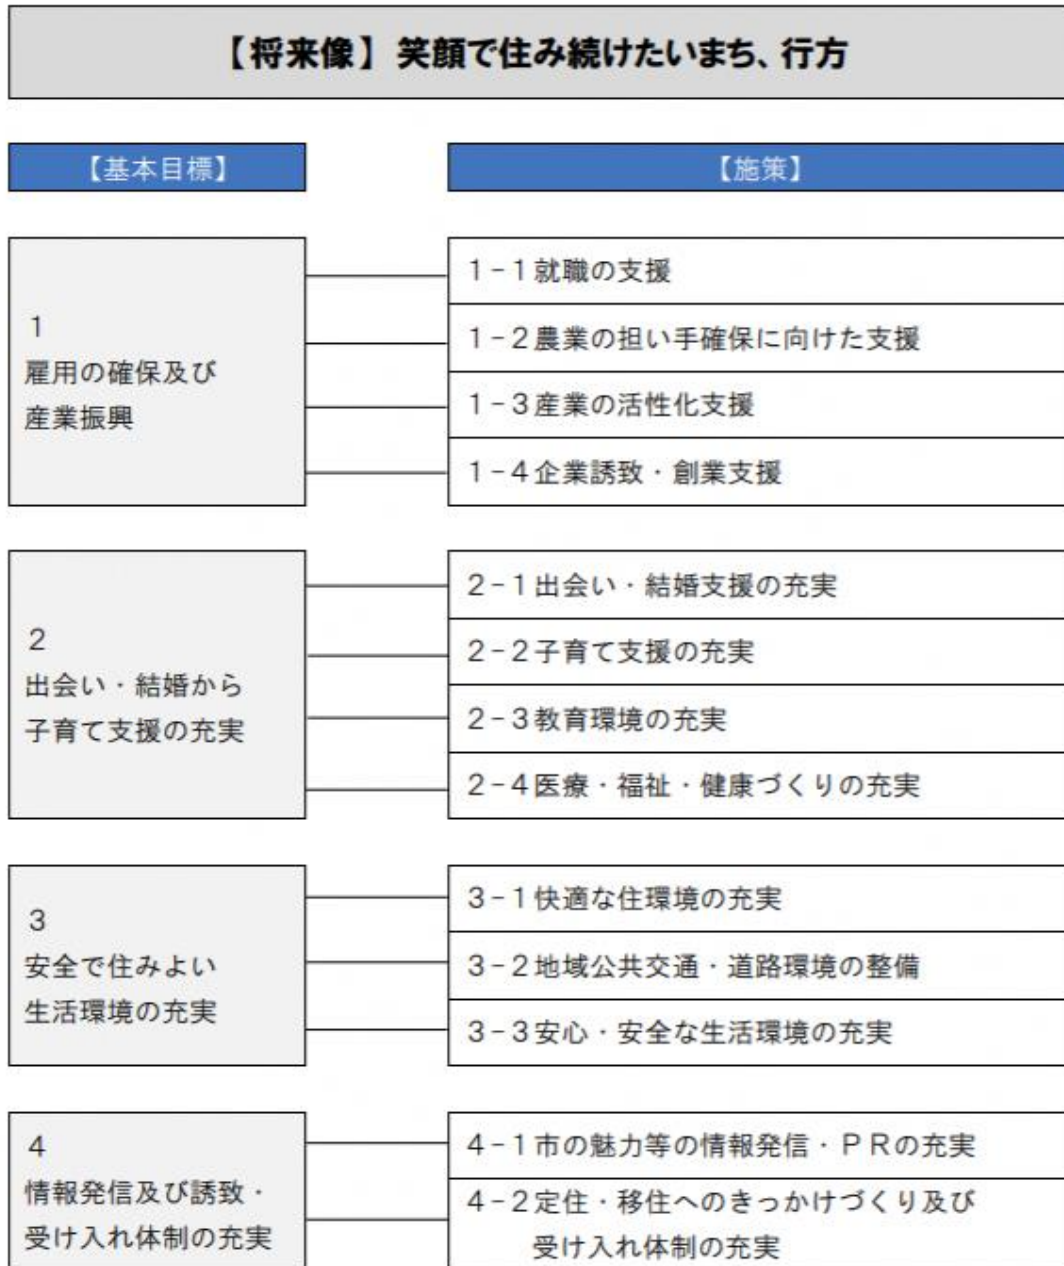 【将来像】笑顔で住み続けたいまち、行方
【基本目標】
【施策】
1
雇用の確保及び
産業振興
1-1就職の支援
1-2農業の担い手確保に向けた支援
1-3産業の活性化支援
1-4企業誘致・創業支援
2
出会い・結婚から
子育て支援の充実
2-1出会い・結婚支援の充実
2-2子育て支援の充実
2-3教育環境の充実
2-4医療・福祉・健康づくりの充実
3
安全で住みよい
生活環境の充実
3-1快適な住環境の充実
3-2地域公共交通・道路環境の整備
3-3安心・安全な生活環境の充実
4
情報発信及び誘致・
受け入れ体制の充実
4-1市の魅力等の情報発信・ＰＲの充実
4-2定住・移住へのきっかけづくり及び
受け入れ体制の充実